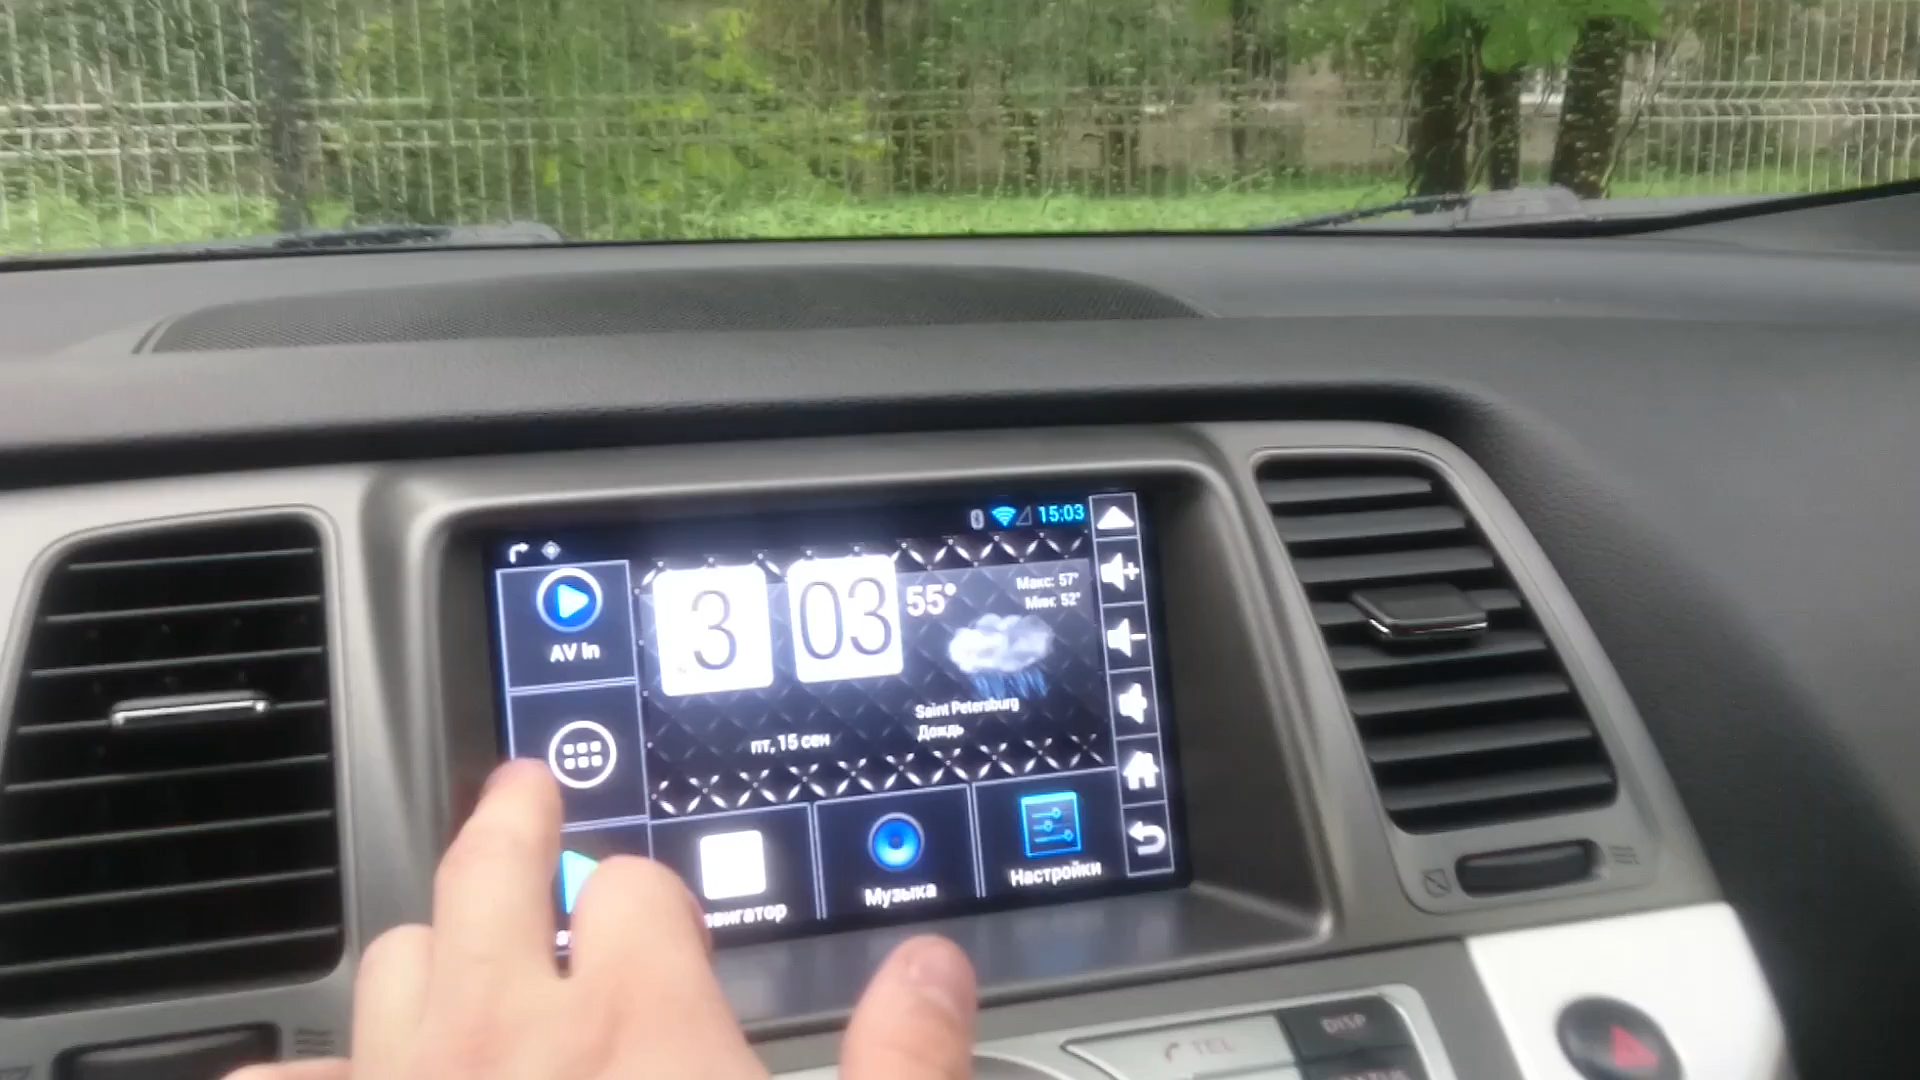 15:03
AV In
3 03
55°
Макс: 57°
Мин: 52°
Saint Petersburg
Дождь
пт, 15 сен
вигатор
Музыка
Настройки
TEL
DISP